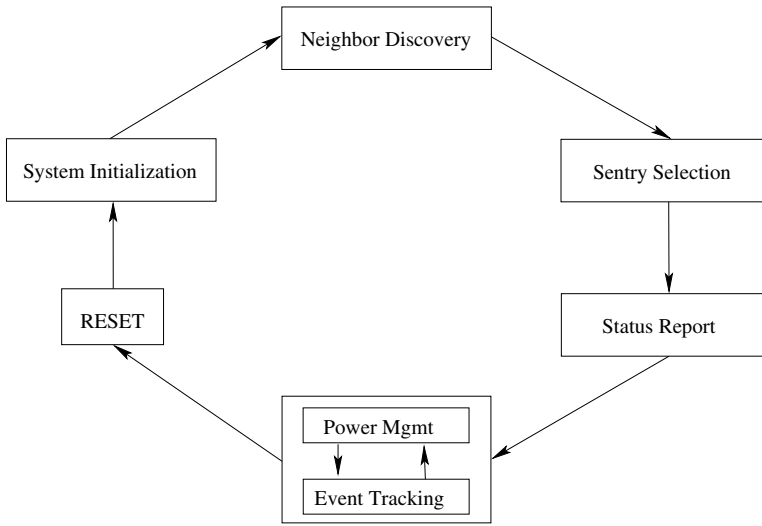 Neighbor Discovery
System Initialization
Sentry Selection
RESET
Status Report
Power Mgmt
Event Tracking